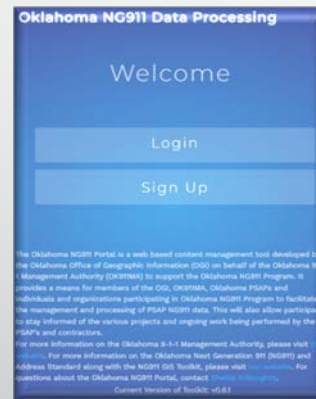 Oklahoma NG911 Data Processing
Welcome
Login
Sign Up
The Oklahoma NG911 Portal is a web based content management tool developed b
the Oklahoma Office of Geographic Information (OGI) on behalf of the Oklahoma 9
1 Management Authority (OK911MA) to support the Oklahoma NG911 Program. It
provides a means for members of the OGI, OK911MA, Oklahoma PSAPs and
individuals and organizations participating in Oklahoma NG911 Program to facilitate
the management and processing of PSAP NG911 data. This will also allow participa
to stay informed of the various projects and ongoing work being performed by the
PSAP's and contractors.
For more information on the Oklahoma 9-1-1 Management Authority, please visit
website. For more information on the Oklahoma Next Generation 911 (NG911) and
Address Standard along with the NG911 GIS Toolkit, please visit our website. For
questions about the Oklahoma NG911 Portal, contact
Current Version of Toolkit: v0.6.1